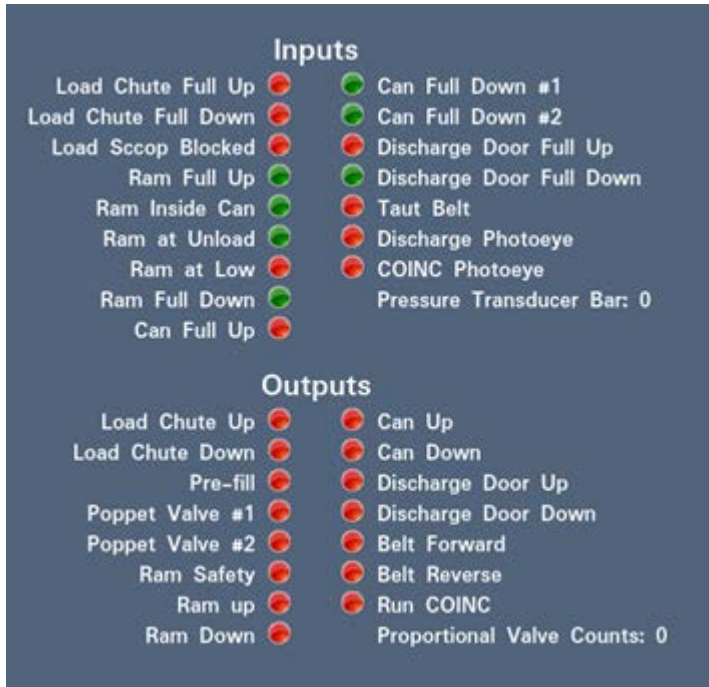 Inputs
Load Chute Full Up
Can Full Down #1
Load Chute Full Down
Can Full Down #2
Load Sccop Blocked
Discharge Door Full Up
Ram Full Up
Discharge Door Full Down
Ram Inside Can
Taut Belt
Ram at Unload
Discharge Photoeye
Ram at Low
COINC Photoeye
Ram Full Down
Pressure Transducer Bar: 0
Can Full Up
Outputs
Load Chute Up
Can Up
Load Chute Down
Can Down
Pre-fill
Discharge Door Up
Poppet Valve #1
Discharge Door Down
Poppet Valve #2
Belt Forward
Ram Safety
Belt Reverse
Ram up
Run COINC
Ram Down
Proportional Valve Counts: 0